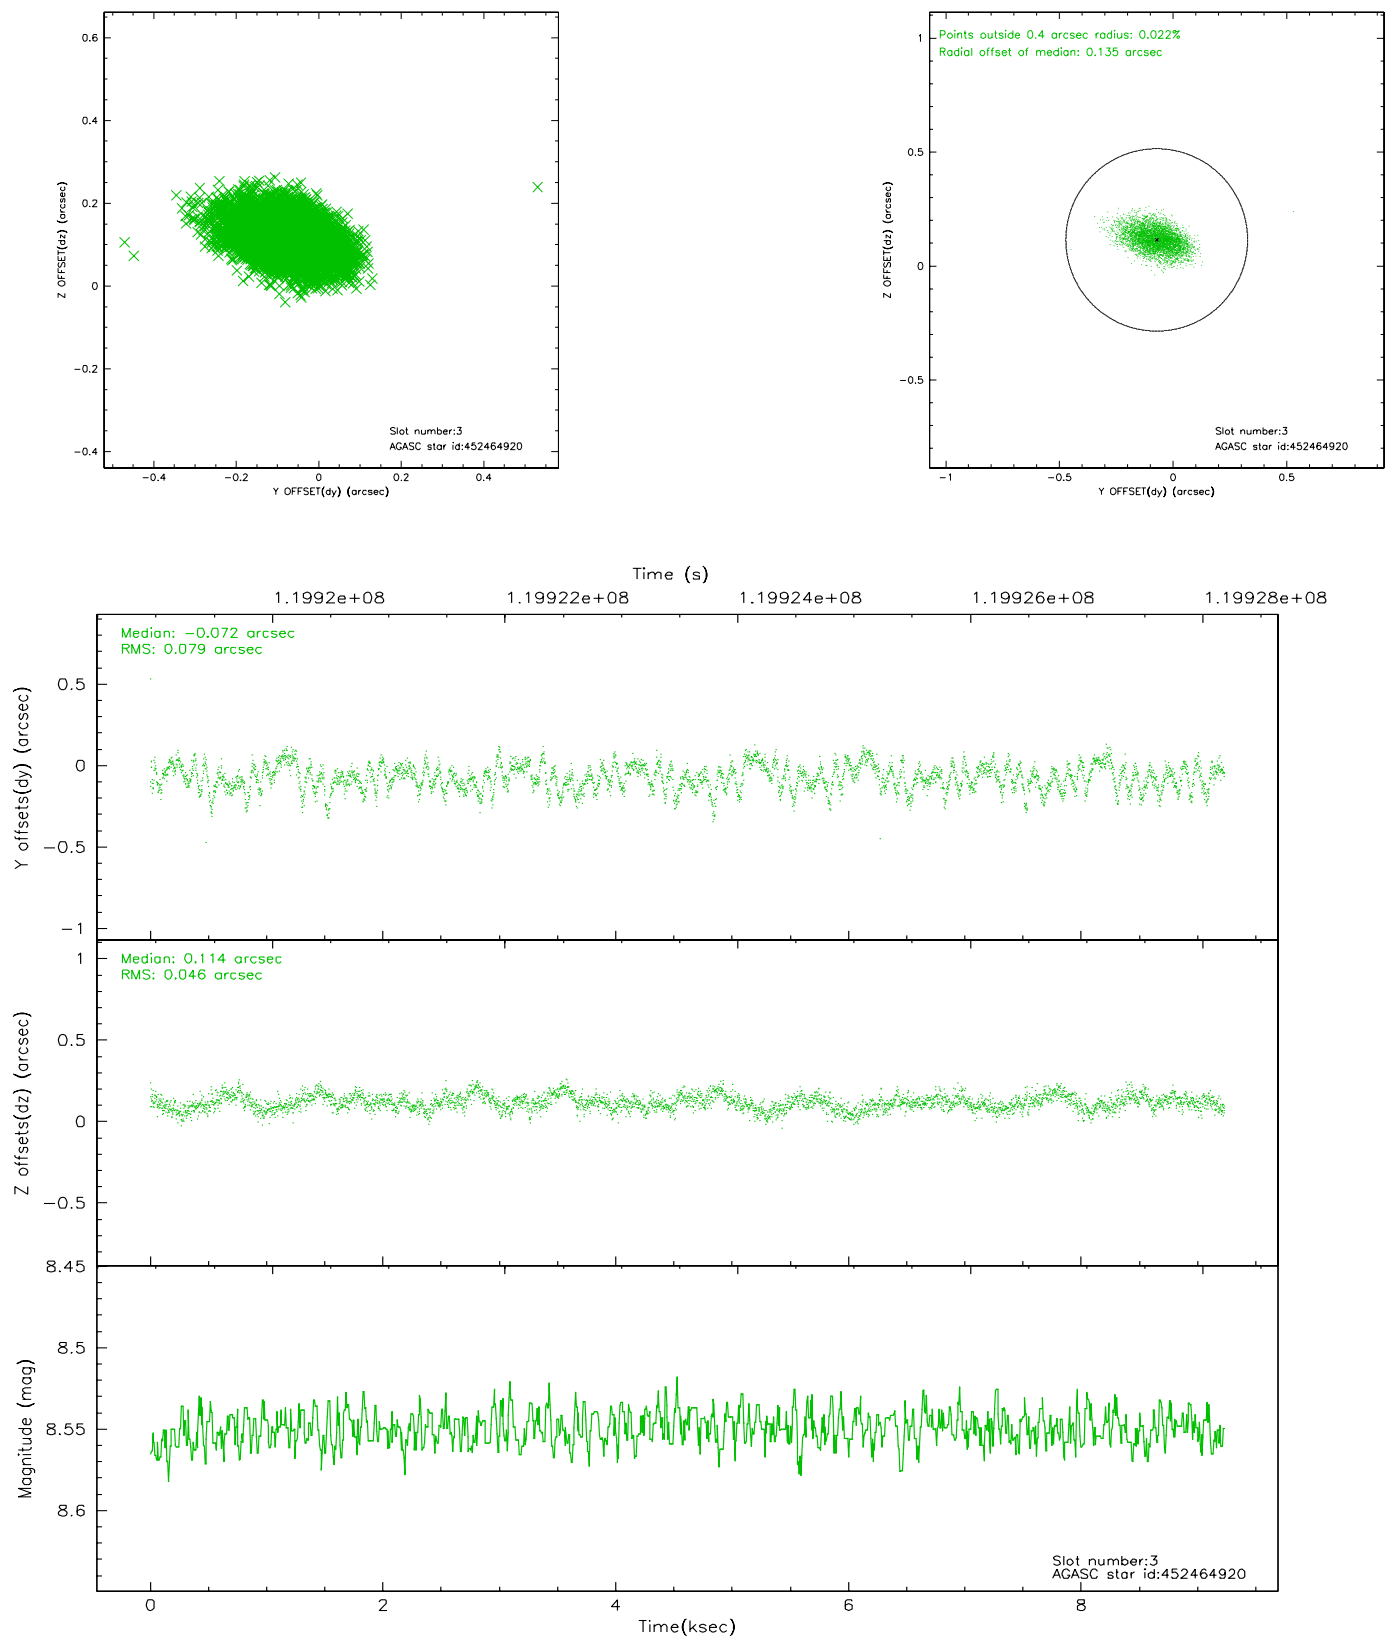 0.6
0.4
0.2
0
−0.2
−0.4
Z OFFSET(dz) (arcsec)
−0.4 −0.2 0 0.2 0.4
Y OFFSET(dy) (arcsec)
Slot number:3
AGASC star id:452464920
Points outside 0.4 arcsec radius: 0.022%
Radial offset of median: 0.135 arcsec
1
0.5
0
−0.5
Z OFFSET(dz) (arcsec)
−1 −0.5 0 0.5
Y OFFSET(dy) (arcsec)
Slot number:3
AGASC star id:452464920
Time (s)
1.1992e+08 1.19922e+08 1.19924e+08 1.19926e+08 1.19928e+08
Median: −0.072 arcsec
RMS: 0.079 arcsec
0.5
0
−0.5
−1
Y offsets(dy) (arcsec)
Median: 0.114 arcsec
RMS: 0.046 arcsec
1
0.5
0
−0.5
Z offsets(dz) (arcsec)
8.45
8.5
8.55
8.6
Magnitude (mag)
Slot number:3
AGASC star id:452464920
0 2 4 6 8
Time(ksec)